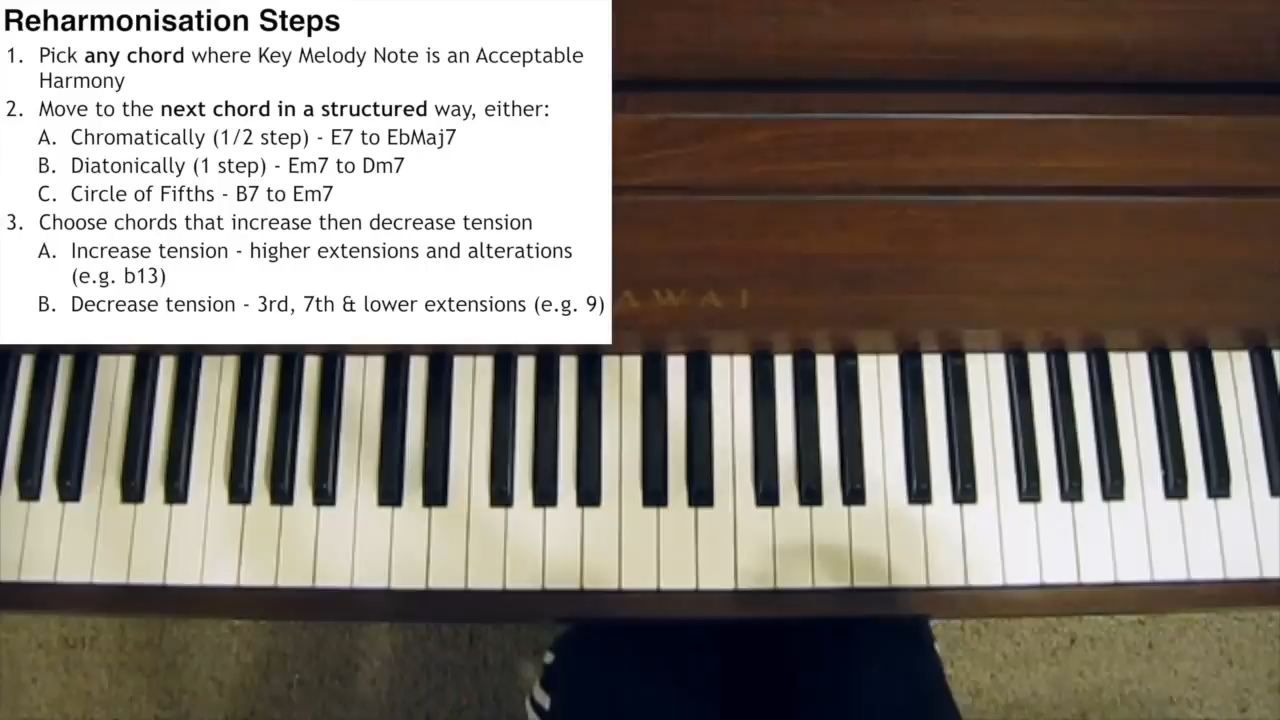 Reharmonisation Steps
1. Pick any chord where Key Melody Note is an Acceptable
Harmony
2. Move to the next chord in a structured way, either:
A. Chromatically (1/2 step) - E7 to EbMaj7
B. Diatonically (1 step) - Em7 to Dm7
C. Circle of Fifths - B7 to Em7
3. Choose chords that increase then decrease tension
A. Increase tension - higher extensions and alterations
(e.g. b13)
B. Decrease tension - 3rd, 7th & lower extensions (e.g. 9)
AWAI